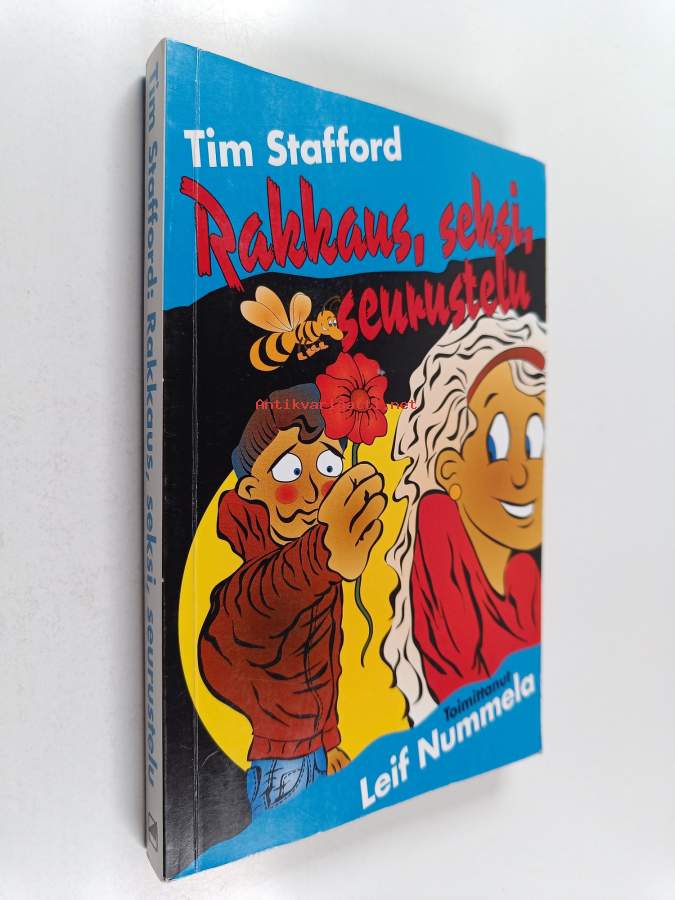 Tim Stafford
Rakkaus, seksi,
seurustelu
Antikvariaatti.net
Toimittanut
Leif Nummela
Tim Stafford: Rakkaus, seksi, seurustelu